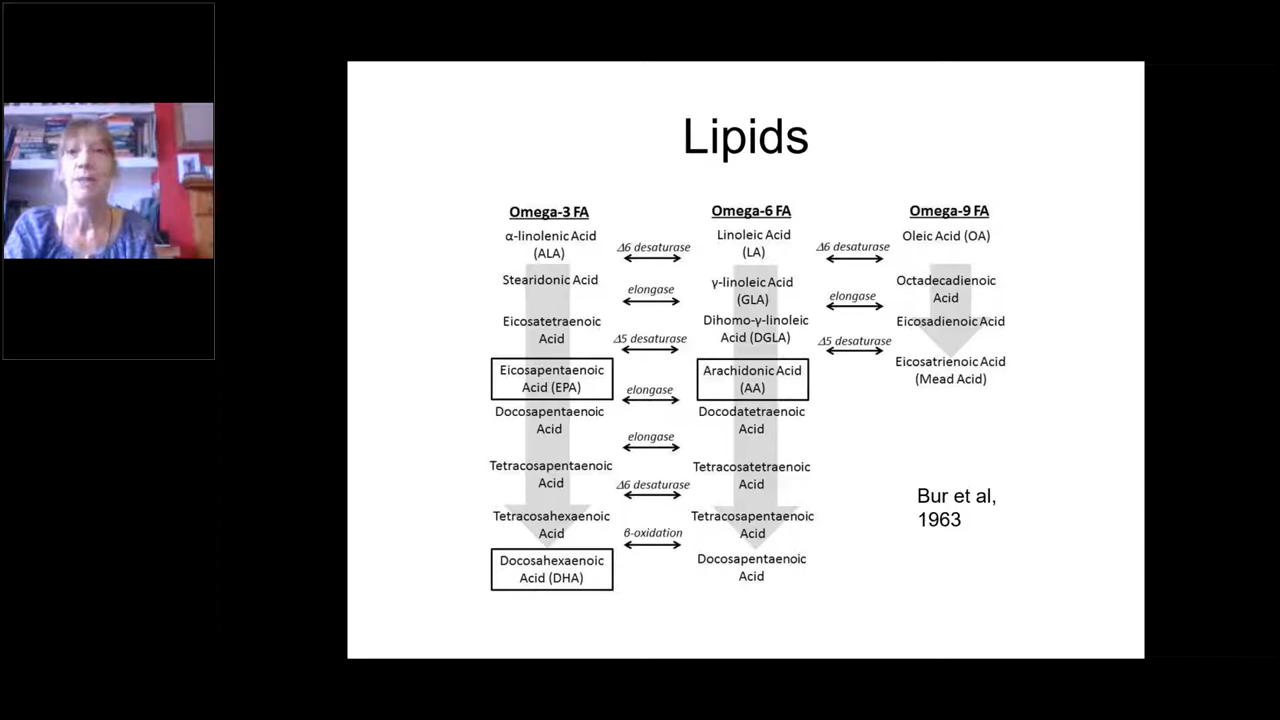 Lipids
Omega-3 FA
Omega-6 FA
Omega-9 FA
α-linolenic Acid
(ALA)
Δ6 desaturase
Linoleic Acid
(LA)
Δ6 desaturase
Oleic Acid (OA)
Stearidonic Acid
elongase
γ-linoleic Acid
(GLA)
elongase
Octadecadienoic
Acid
Eicosatetraenoic
Acid
Δ5 desaturase
Dihomo-γ-linoleic
Acid (DGLA)
Δ5 desaturase
Eicosadienoic Acid
Eicosapentaenoic
Acid (EPA)
elongase
Arachidonic Acid
(AA)
Eicosatrienoic Acid
(Mead Acid)
Docosapentaenoic
Acid
elongase
Docodatetraenoic
Acid
Tetracosapentaenoic
Acid
Δ6 desaturase
Tetracosatetraenoic
Acid
Tetracosahexaenoic
Acid
β-oxidation
Tetracosapentaenoic
Acid
Docosahexaenoic
Acid (DHA)
Docosapentaenoic
Acid
Bur et al,
1963